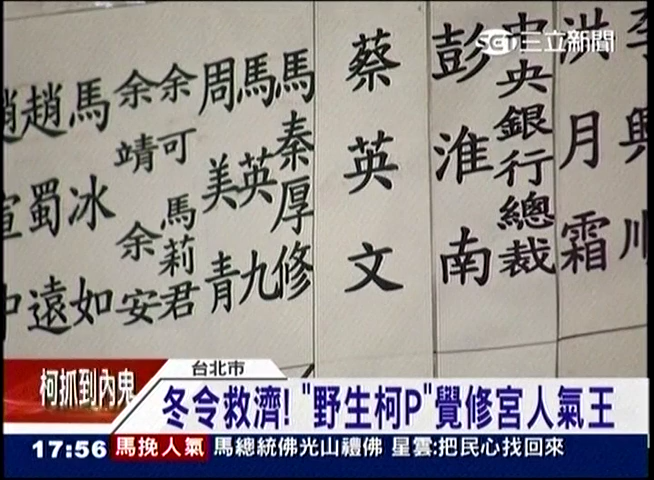 SET三立新聞
洪月霜
中央銀行總裁
彭淮南
蔡英文
馬秦厚修
馬英九
周美青
余可 馬莉君
余靖 余安
馬冰如
趙蜀遠
台北市
柯抓到內鬼
冬令救濟!"野生柯P"覺修宮人氣王
17:56 馬挽人氣 馬總統佛光山禮佛 星雲:把民心找回來